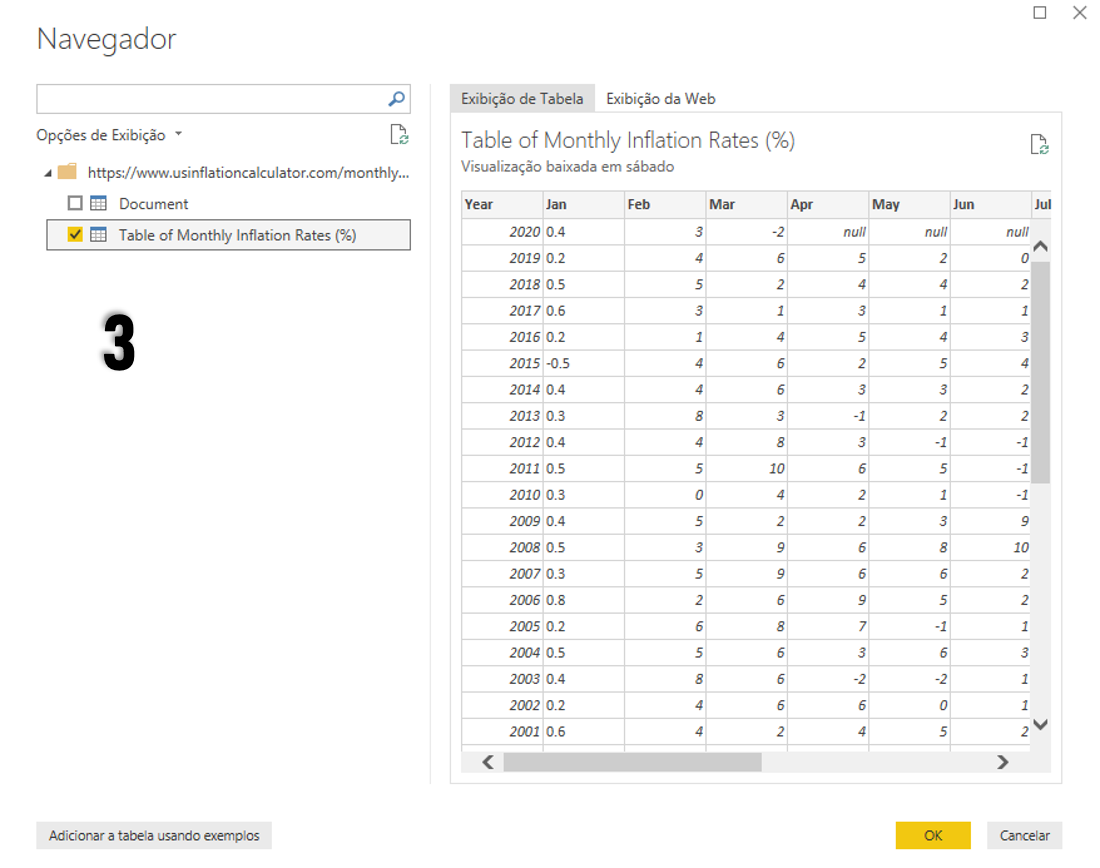 Navegador
Opções de Exibição
https://www.usinflationcalculator.com/monthly...
Document
Table of Monthly Inflation Rates (%)
3
Exibição de Tabela Exibição da Web
Table of Monthly Inflation Rates (%)
Visualização baixada em sábado
Year Jan Feb Mar Apr May Jun Jul
2020 0.4 3 -2 null null null
2019 0.2 4 6 5 2 0
2018 0.5 5 2 4 4 2
2017 0.6 3 1 3 1 1
2016 0.2 1 4 5 4 3
2015 -0.5 4 6 2 5 4
2014 0.4 4 6 3 3 2
2013 0.3 8 3 -1 2 2
2012 0.4 4 8 3 -1 -1
2011 0.5 5 10 6 5 -1
2010 0.3 0 4 2 1 -1
2009 0.4 5 2 2 3 9
2008 0.5 3 9 6 8 10
2007 0.3 5 9 6 6 2
2006 0.8 2 6 9 5 2
2005 0.2 6 8 7 -1 1
2004 0.5 5 6 3 6 3
2003 0.4 8 6 -2 -2 1
2002 0.2 4 6 6 0 1
2001 0.6 4 2 4 5 2
Adicionar a tabela usando exemplos
OK Cancelar